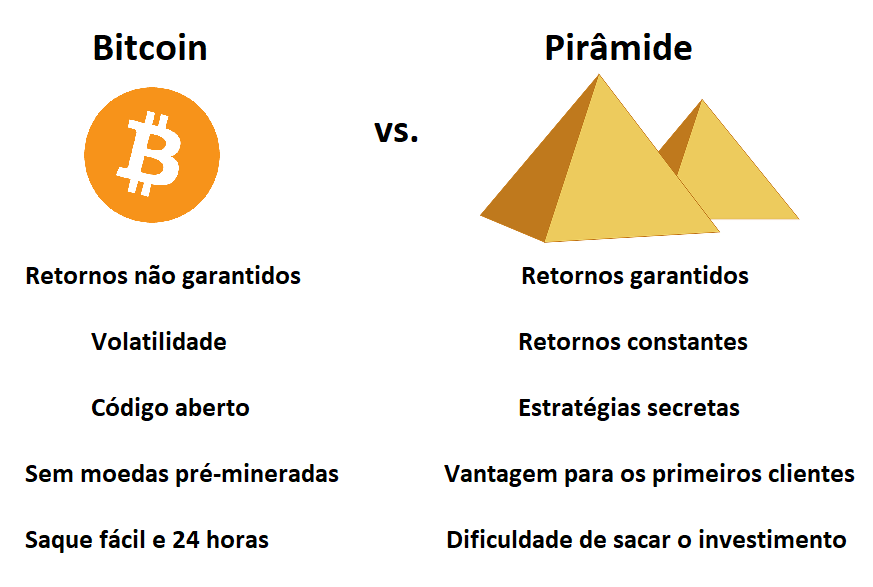 Bitcoin
Pirâmide
vs.
Retornos não garantidos
Retornos garantidos
Volatilidade
Retornos constantes
Código aberto
Estratégias secretas
Sem moedas pré-mineradas
Vantagem para os primeiros clientes
Saque fácil e 24 horas
Dificuldade de sacar o investimento